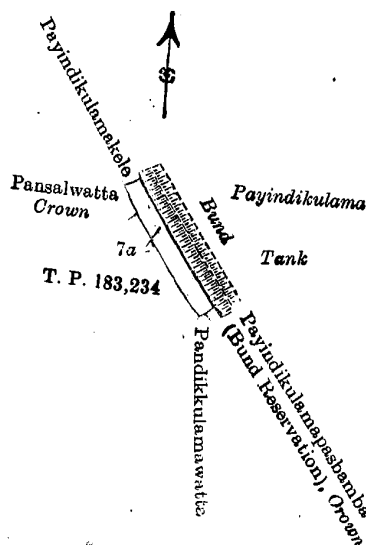 Payindikulamakele
Pansalwatta
Crown
Bund
Payindikulama
Tank
7a
T. P. 183,234
Pandikkulamawatta
Payindikulamapasbamba
(Bund Reservation), Crown